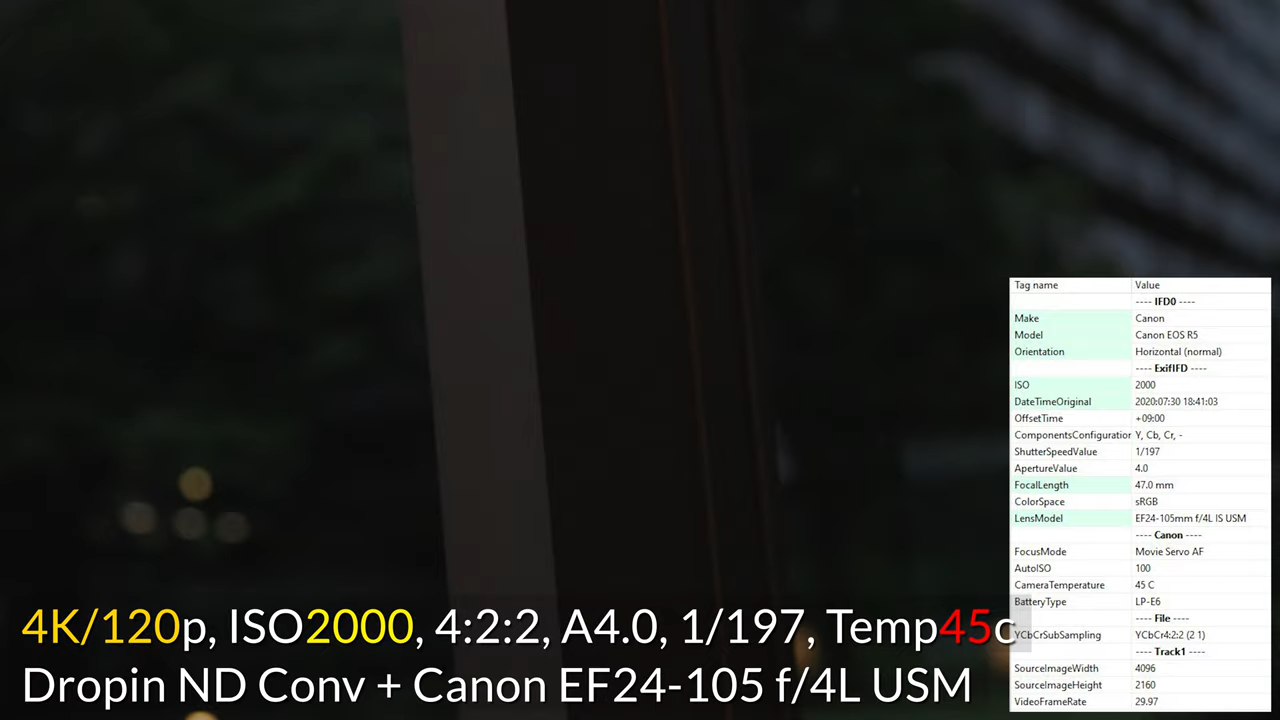 Tag name Value
---- IFD0 ----
Make Canon
Model Canon EOS R5
Orientation Horizontal (normal)
---- ExifIFD ----
ISO 2000
DateTimeOriginal 2020:07:30 18:41:03
OffsetTime +09:00
ComponentsConfiguration Y, Cb, Cr, -
ShutterSpeedValue 1/197
ApertureValue 4.0
FocalLength 47.0 mm
ColorSpace sRGB
LensModel EF24-105mm f/4L IS USM
---- Canon ----
FocusMode Movie Servo AF
AutoISO 100
CameraTemperature 45 C
BatteryType LP-E6
---- File ----
YCbCrSubSampling YCbCr4:2:2 (2 1)
---- Track1 ----
SourceImageWidth 4096
SourceImageHeight 2160
VideoFrameRate 29.97
4K/120p, ISO2000, 4:2:2, A4.0, 1/197, Temp45c
Dropin ND Conv + Canon EF24-105 f/4L USM